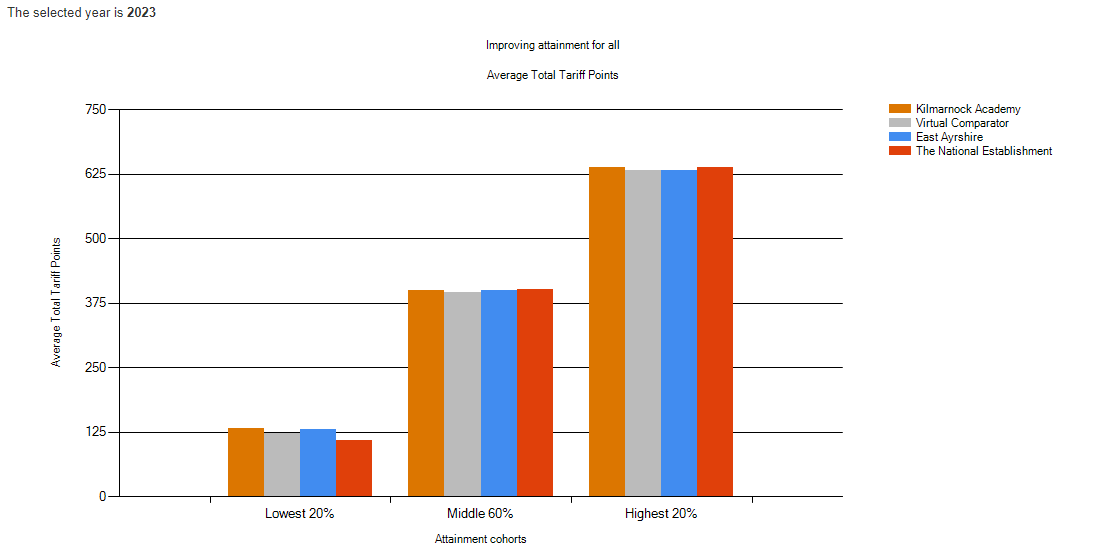 The selected year is 2023
Improving attainment for all
Average Total Tariff Points
750
625
500
375
250
125
0
Average Total Tariff Points
Lowest 20%
Middle 60%
Highest 20%
Attainment cohorts
Kilmarnock Academy
Virtual Comparator
East Ayrshire
The National Establishment